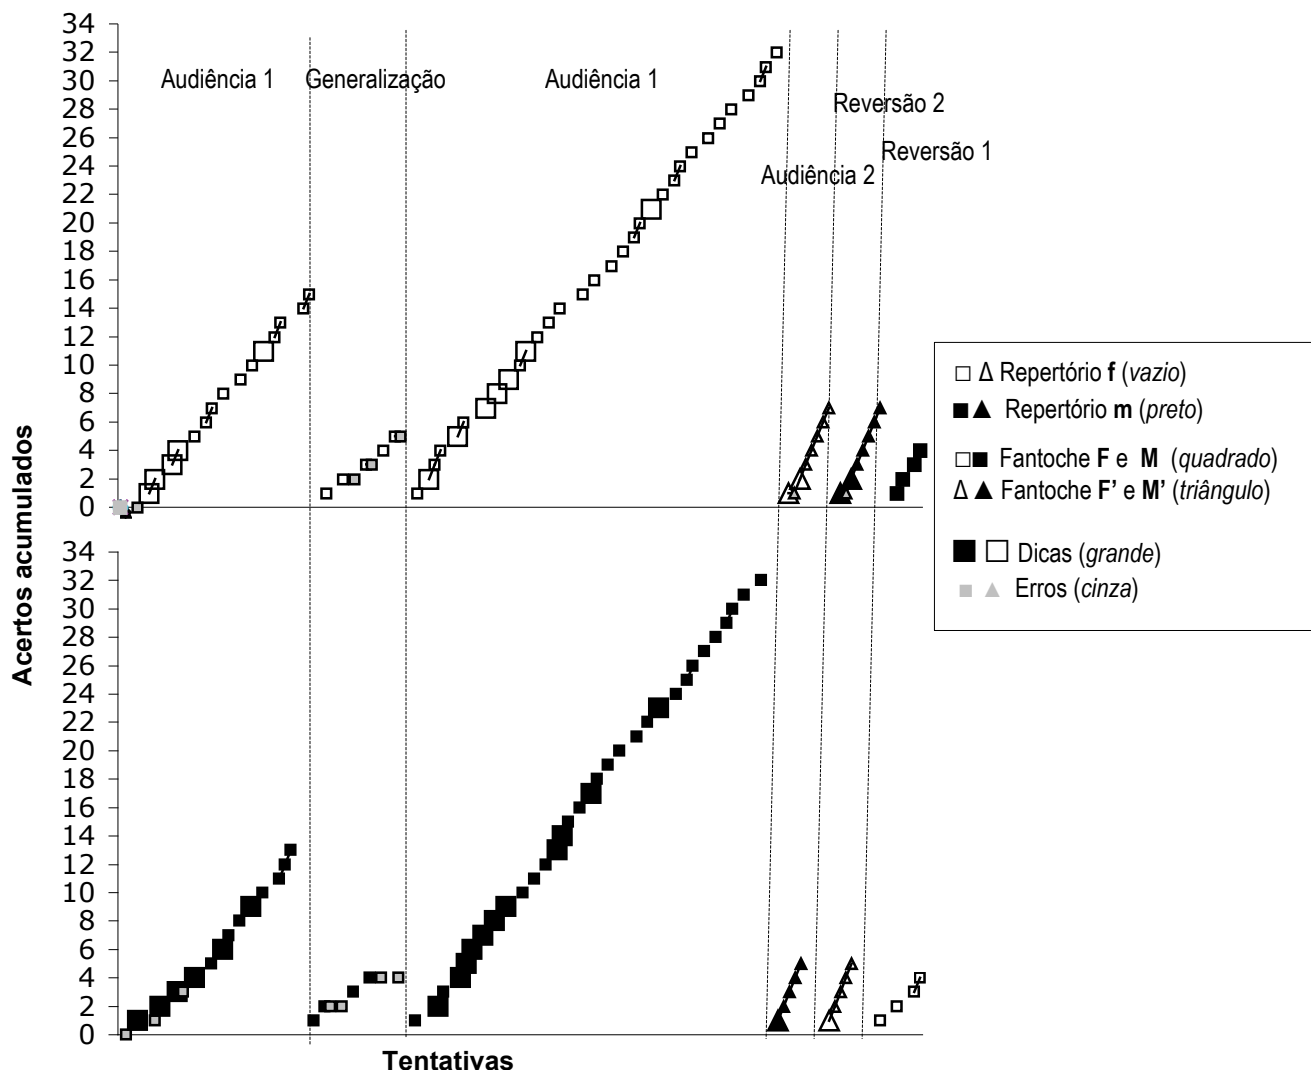 34
32
30
28
26
24
22
20
18
16
14
12
10
8
6
4
2
0
Audiência 1
Generalização
Audiência 1
Reversão 2
Reversão 1
Audiência 2
Acertos acumulados
34
32
30
28
26
24
22
20
18
16
14
12
10
8
6
4
2
0
Tentativas
□ Δ Repertório f (vazio)
■▲ Repertório m (preto)
□■ Fantoche F e M (quadrado)
Δ ▲ Fantoche F' e M' (triângulo)
■ □ Dicas (grande)
■ ▲ Erros (cinza)